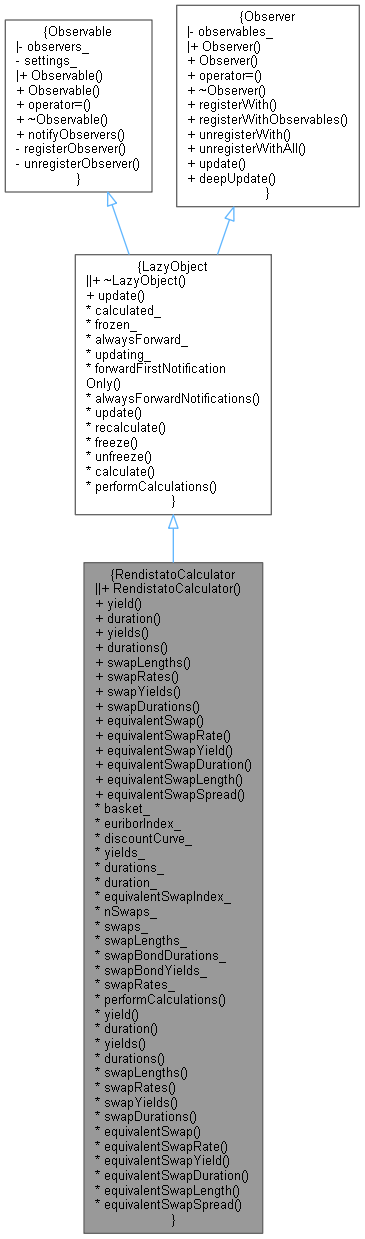 {Observable
|- observers_
- settings_
|+ Observable()
+ Observable()
+ operator=()
+ ~Observable()
+ notifyObservers()
- registerObserver()
- unregisterObserver()
}
{Observer
|- observables_
|+ Observer()
+ Observer()
+ operator=()
+ ~Observer()
+ registerWith()
+ registerWithObservables()
+ unregisterWith()
+ unregisterWithAll()
+ update()
+ deepUpdate()
}
{LazyObject
||+ ~LazyObject()
+ update()
* calculated_
* frozen_
* alwaysForward_
* updating_
* forwardFirstNotification
Only()
* alwaysForwardNotifications()
* update()
* recalculate()
* freeze()
* unfreeze()
* calculate()
* performCalculations()
}
{RendistatoCalculator
||+ RendistatoCalculator()
+ yield()
+ duration()
+ yields()
+ durations()
+ swapLengths()
+ swapRates()
+ swapYields()
+ swapDurations()
+ equivalentSwap()
+ equivalentSwapRate()
+ equivalentSwapYield()
+ equivalentSwapDuration()
+ equivalentSwapLength()
+ equivalentSwapSpread()
* basket_
* euriborIndex_
* discountCurve_
* yields_
* durations_
* duration_
* equivalentSwapIndex_
* nSwaps_
* swaps_
* swapLengths_
* swapBondDurations_
* swapBondYields_
* swapRates_
* performCalculations()
* yield()
* duration()
* yields()
* durations()
* swapLengths()
* swapRates()
* swapYields()
* swapDurations()
* equivalentSwap()
* equivalentSwapRate()
* equivalentSwapYield()
* equivalentSwapDuration()
* equivalentSwapLength()
* equivalentSwapSpread()
}